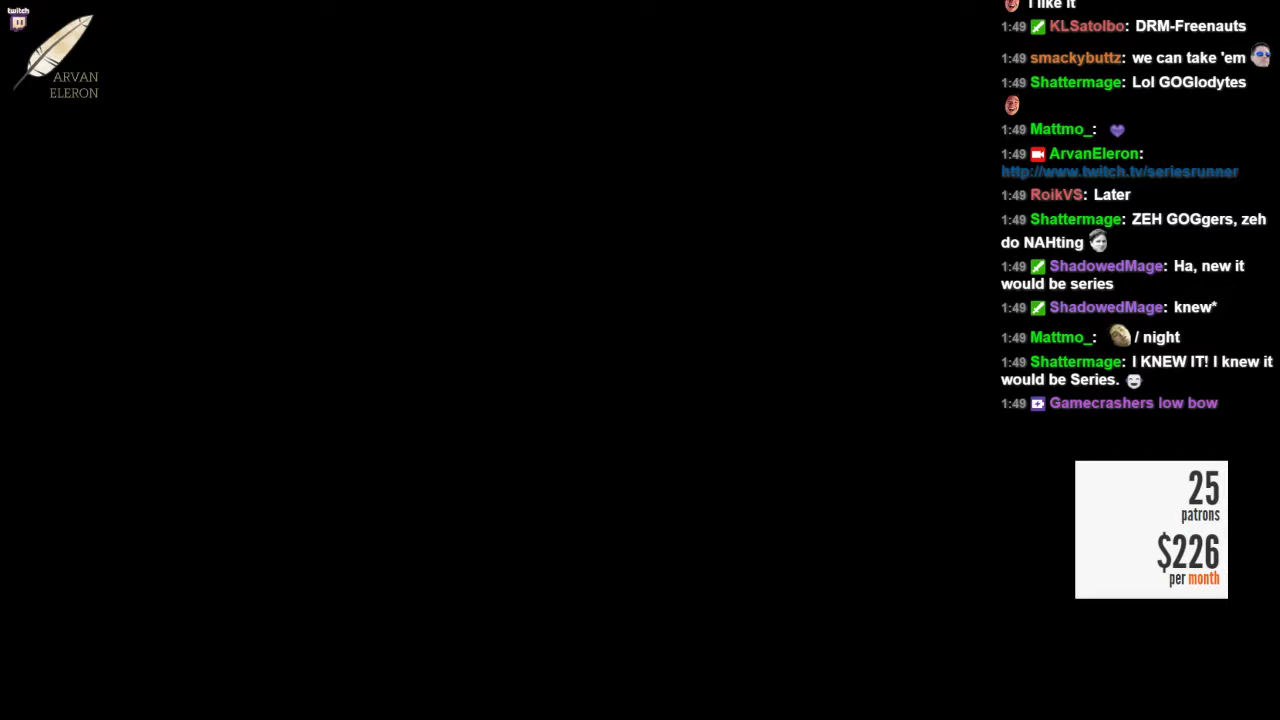 twitch
ARVAN
ELERON
I like it
1:49 KLSatolbo: DRM-Freenauts
1:49 smackybuttz: we can take 'em
1:49 Shattermage: Lol GOGlodytes
1:49 Mattmo_:
1:49 ArvanEleron:
http://www.twitch.tv/seriesrunner
1:49 RoikVS: Later
1:49 Shattermage: ZEH GOGgers, zeh
do NAHting
1:49 ShadowedMage: Ha, new it
would be series
1:49 ShadowedMage: knew*
1:49 Mattmo_: / night
1:49 Shattermage: I KNEW IT! I knew it
would be Series.
1:49 Gamecrashers low bow
25
patrons
$226
per month